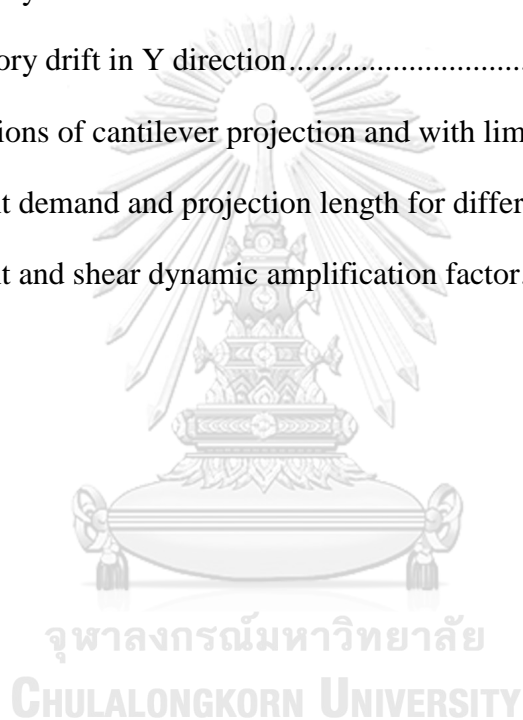 ory drift in Y direction..............................
ions of cantilever projection and with lim
t demand and projection length for differ
t and shear dynamic amplification factor.
จุฬาลงกรณ์มหาวิทยาลัย
CHULALONGKORN UNIVERSITY